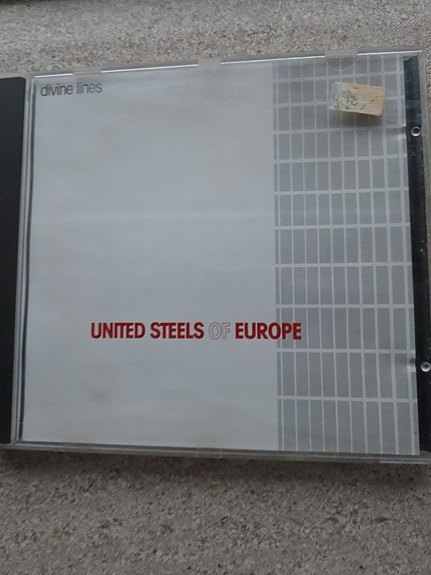 divine lines
UNITED STEELS OF EUROPE